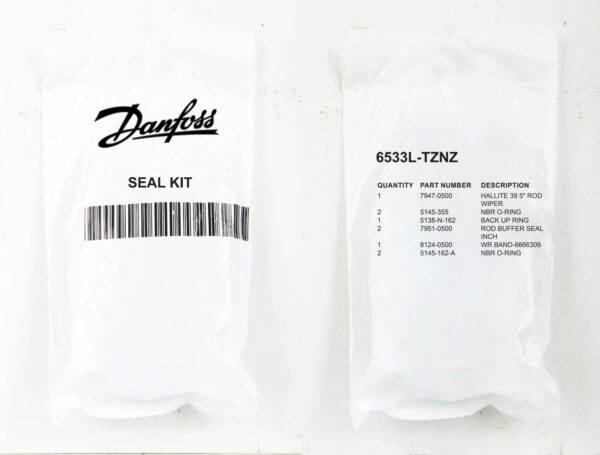 Danfoss
SEAL KIT
6533L-TZNZ
QUANTITY PART NUMBER DESCRIPTION
1 7947-0500 HALLITE 39 5" ROD
WIPER
2 5145-355 NBR O-RING
1 5138-N-162 BACK UP RING
2 7951-0500 ROD BUFFER SEAL
INCH
1 8124-0500 WR BAND-6666309
2 5145-162-A NBR O-RING